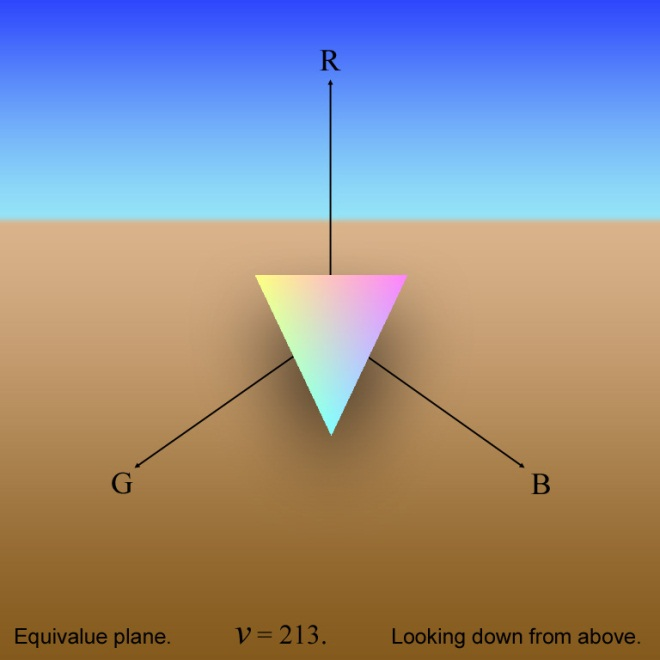 R
G
B
Equivalue plane. v = 213. Looking down from above.